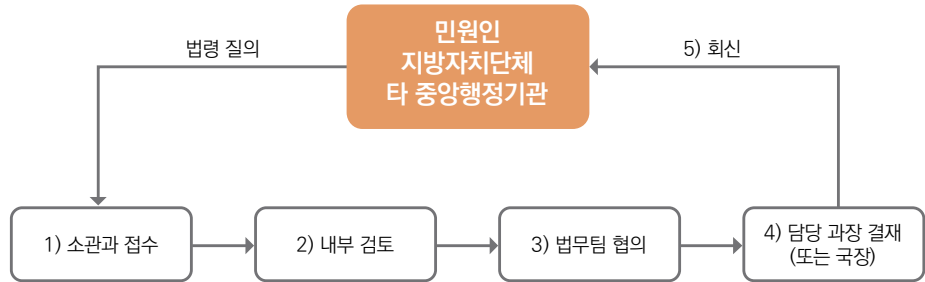 민원인
지방자치단체
타 중앙행정기관
법령 질의
5) 회신
1) 소관과 접수
2) 내부 검토
3) 법무팀 협의
4) 담당 과장 결재
(또는 국장)